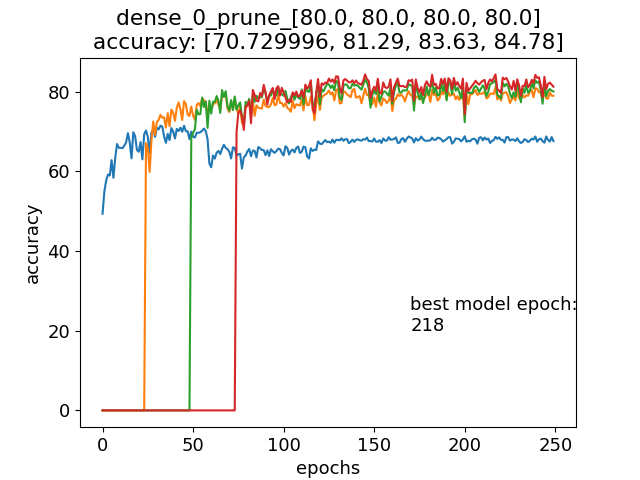 dense_0_prune_[80.0, 80.0, 80.0, 80.0]
accuracy: [70.729996, 81.29, 83.63, 84.78]
80
60
40
20
0
accuracy
best model epoch:
218
0 50 100 150 200 250
epochs